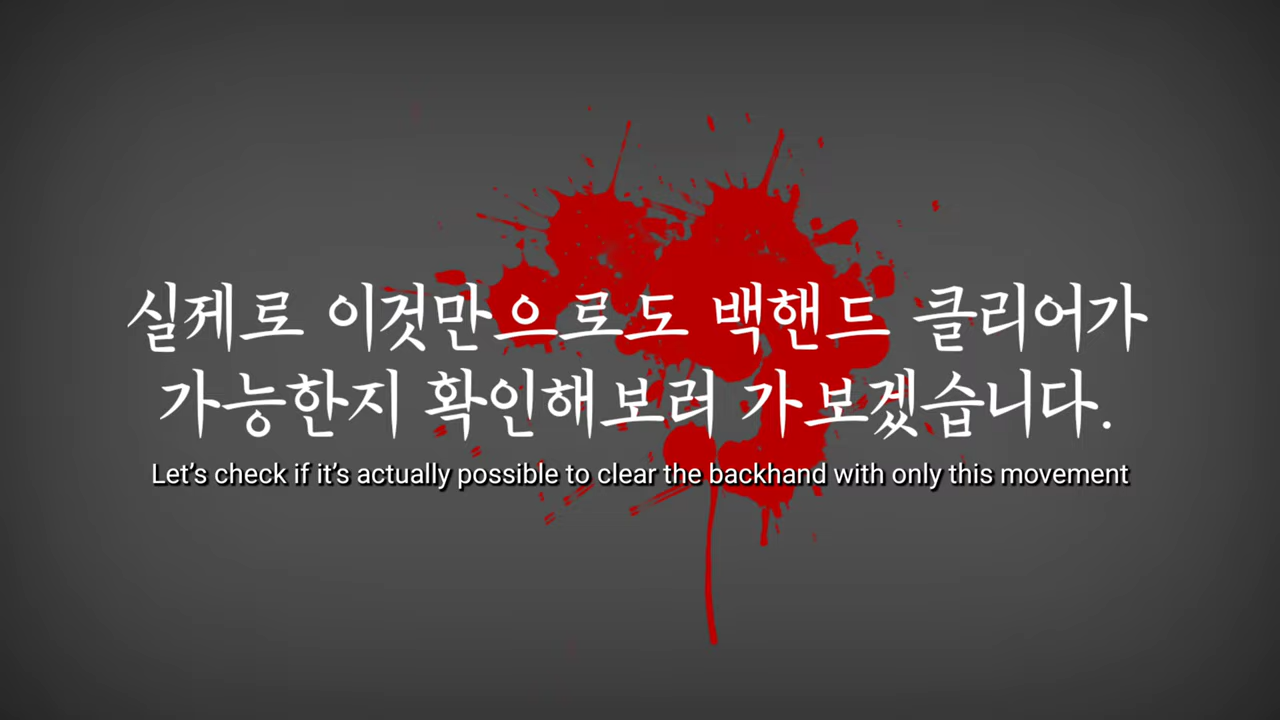 실제로 이것만으로도 백핸드 클리어가
가능한지 확인해보러 가보겠습니다.
Let's check if it's actually possible to clear the backhand with only this movement